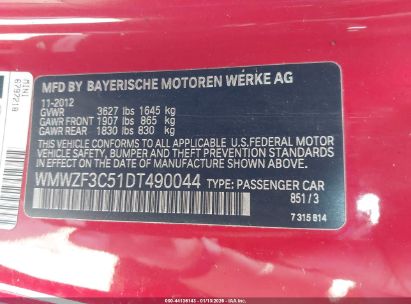 MFD BY BAYERISCHE MOTOREN WERKE AG
11-2012
GVWR 3627 lbs 1645 kg
GAWR FRONT 1907 lbs 865 kg
GAWR REAR 1830 lbs 830 kg
THIS VEHICLE CONFORMS TO ALL APPLICABLE U.S. FEDERAL MOTOR
VEHICLE SAFETY, BUMPER, AND THEFT PREVENTION STANDARDS
IN EFFECT ON THE DATE OF MANUFACTURE SHOWN ABOVE.
WMWZF3C51DT490044 TYPE: PASSENGER CAR
851/3
7 315 814
MINI